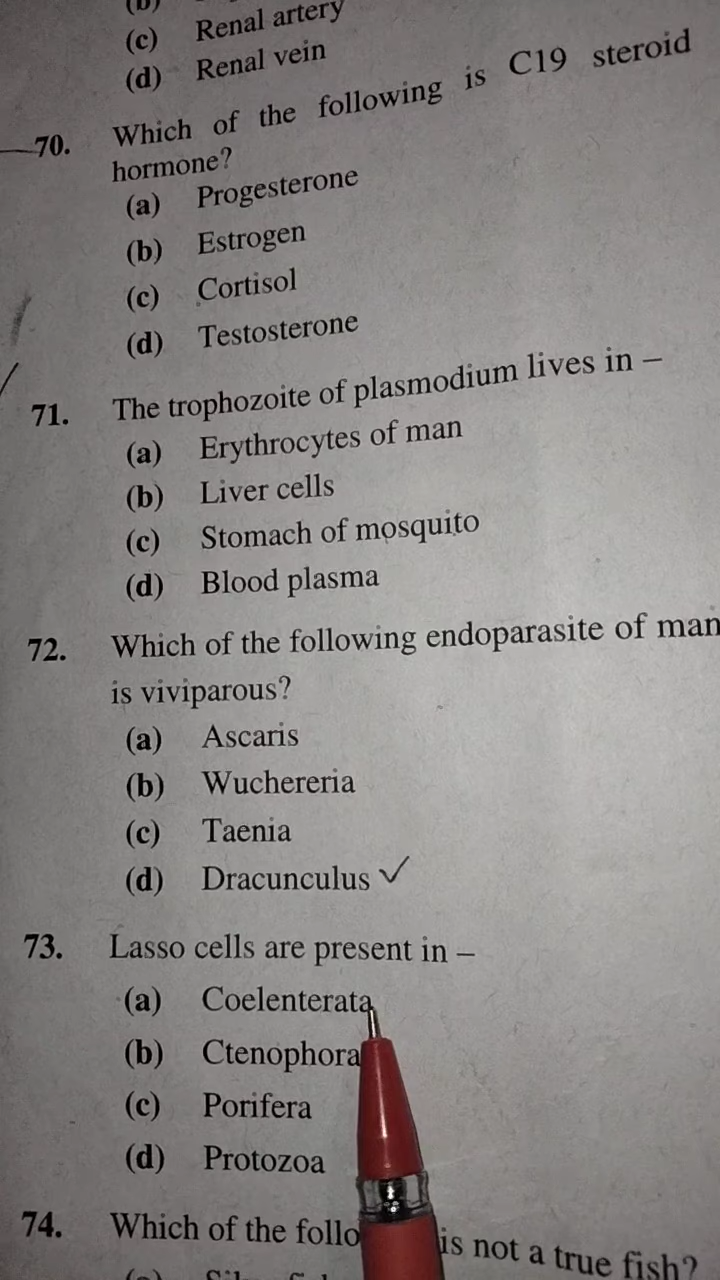 (b)
(c) Renal artery
(d) Renal vein
70. Which of the following is C19 steroid
hormone?
(a) Progesterone
(b) Estrogen
(c) Cortisol
(d) Testosterone
71. The trophozoite of plasmodium lives in –
(a) Erythrocytes of man
(b) Liver cells
(c) Stomach of mosquito
(d) Blood plasma
72. Which of the following endoparasite of man
is viviparous?
(a) Ascaris
(b) Wuchereria
(c) Taenia
(d) Dracunculus ✓
73. Lasso cells are present in –
(a) Coelenterata
(b) Ctenophora
(c) Porifera
(d) Protozoa
74. Which of the follo is not a true fish?
(a)